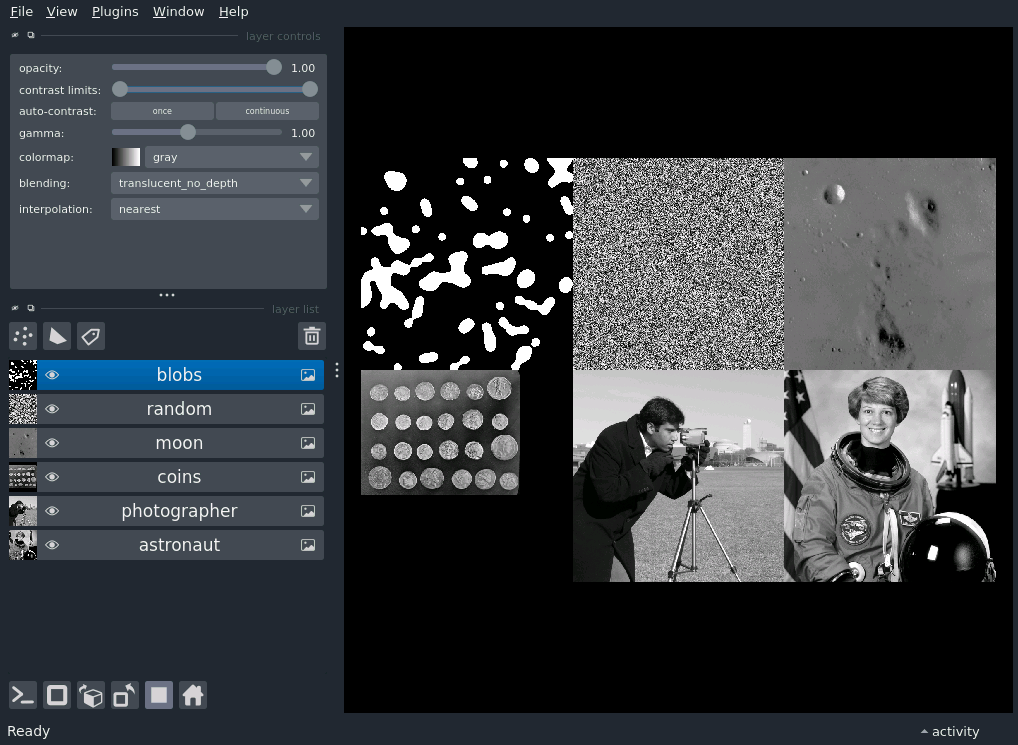 File View Plugins Window Help
layer controls
opacity: 1.00
contrast limits:
auto-contrast: once continuous
gamma: 1.00
colormap: gray
blending: translucent_no_depth
interpolation: nearest
layer list
blobs
random
moon
coins
photographer
astronaut
Ready
activity